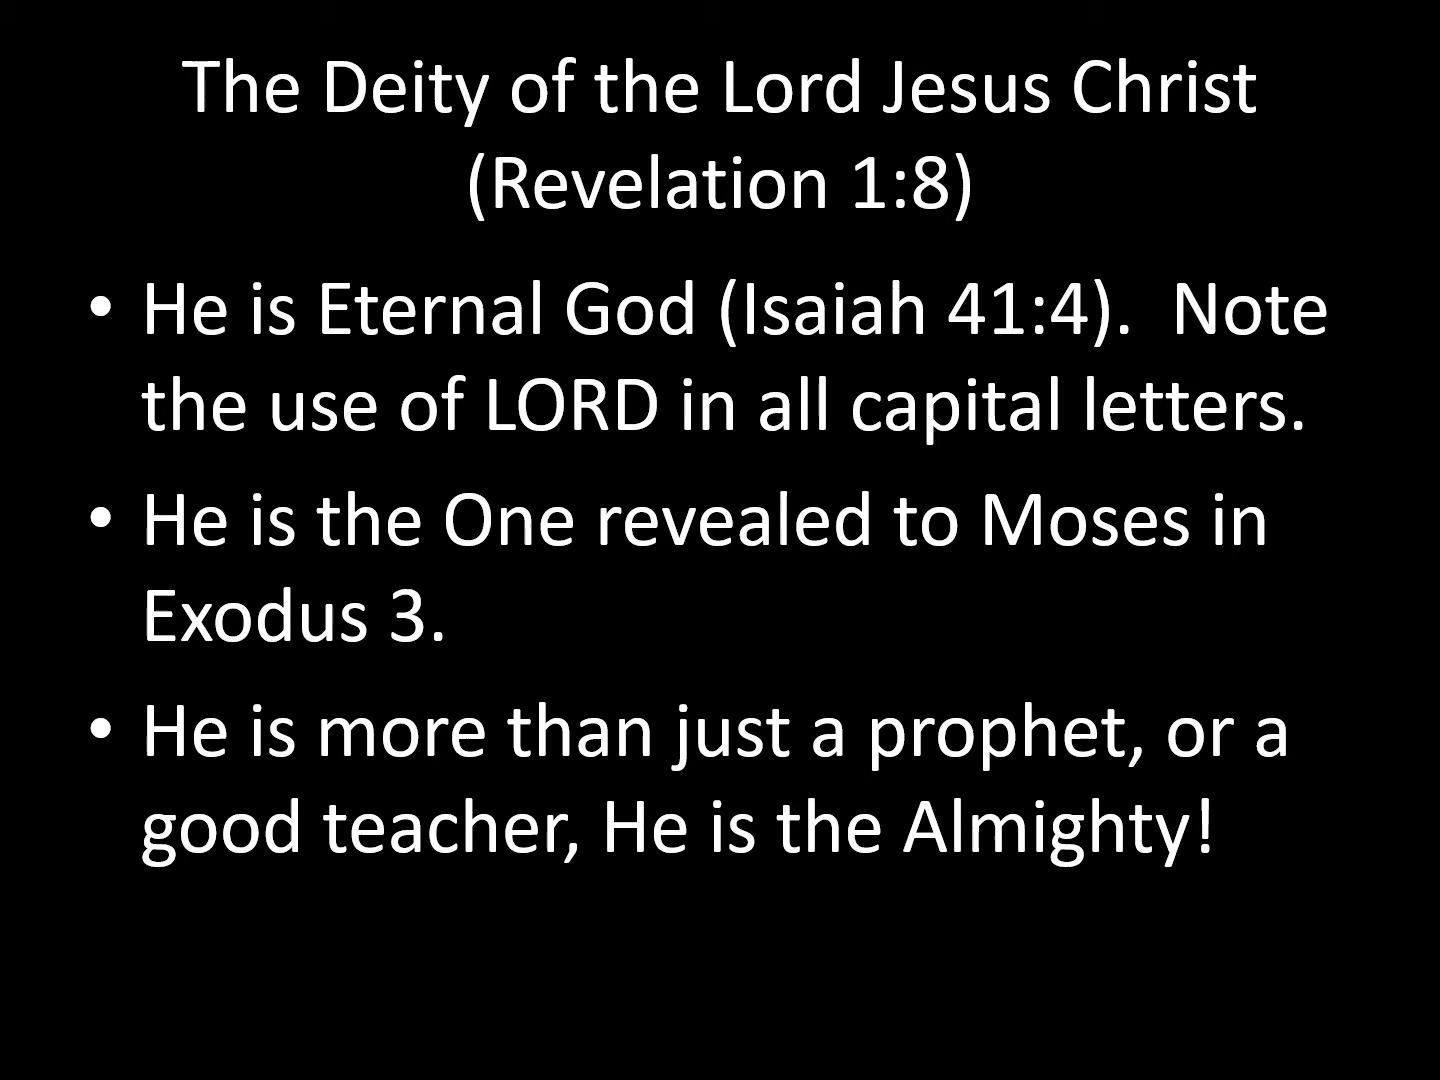 The Deity of the Lord Jesus Christ
(Revelation 1:8)
• He is Eternal God (Isaiah 41:4).  Note
the use of LORD in all capital letters.
• He is the One revealed to Moses in
Exodus 3.
• He is more than just a prophet, or a
good teacher, He is the Almighty!